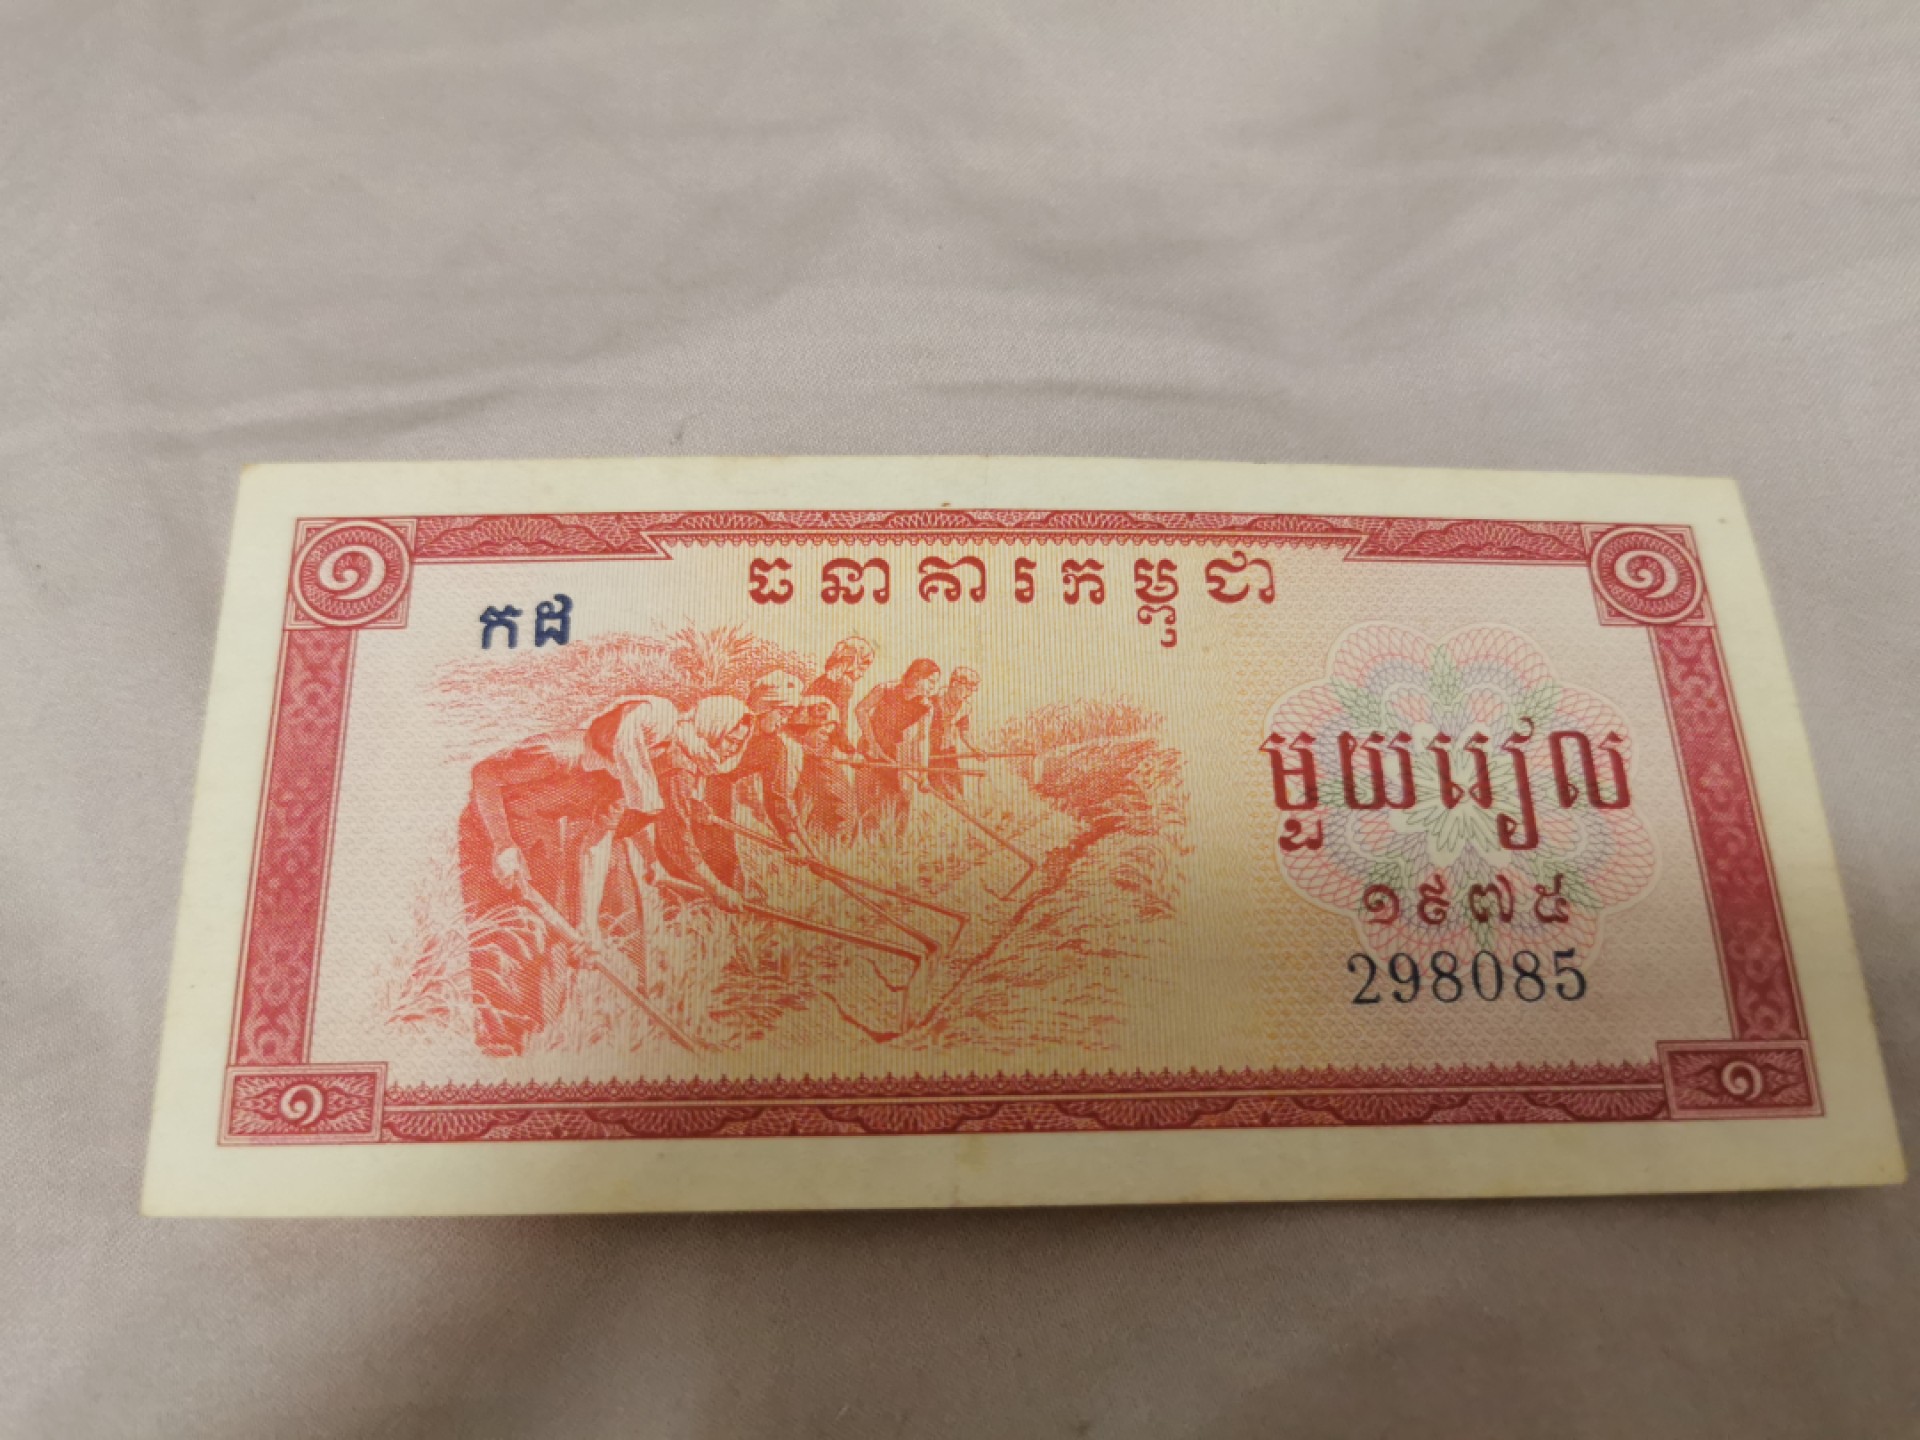 ១ ១
ធនាគារកម្ពុជា
កដ
មួយរៀល
១៩៧៥
298085
១ ១